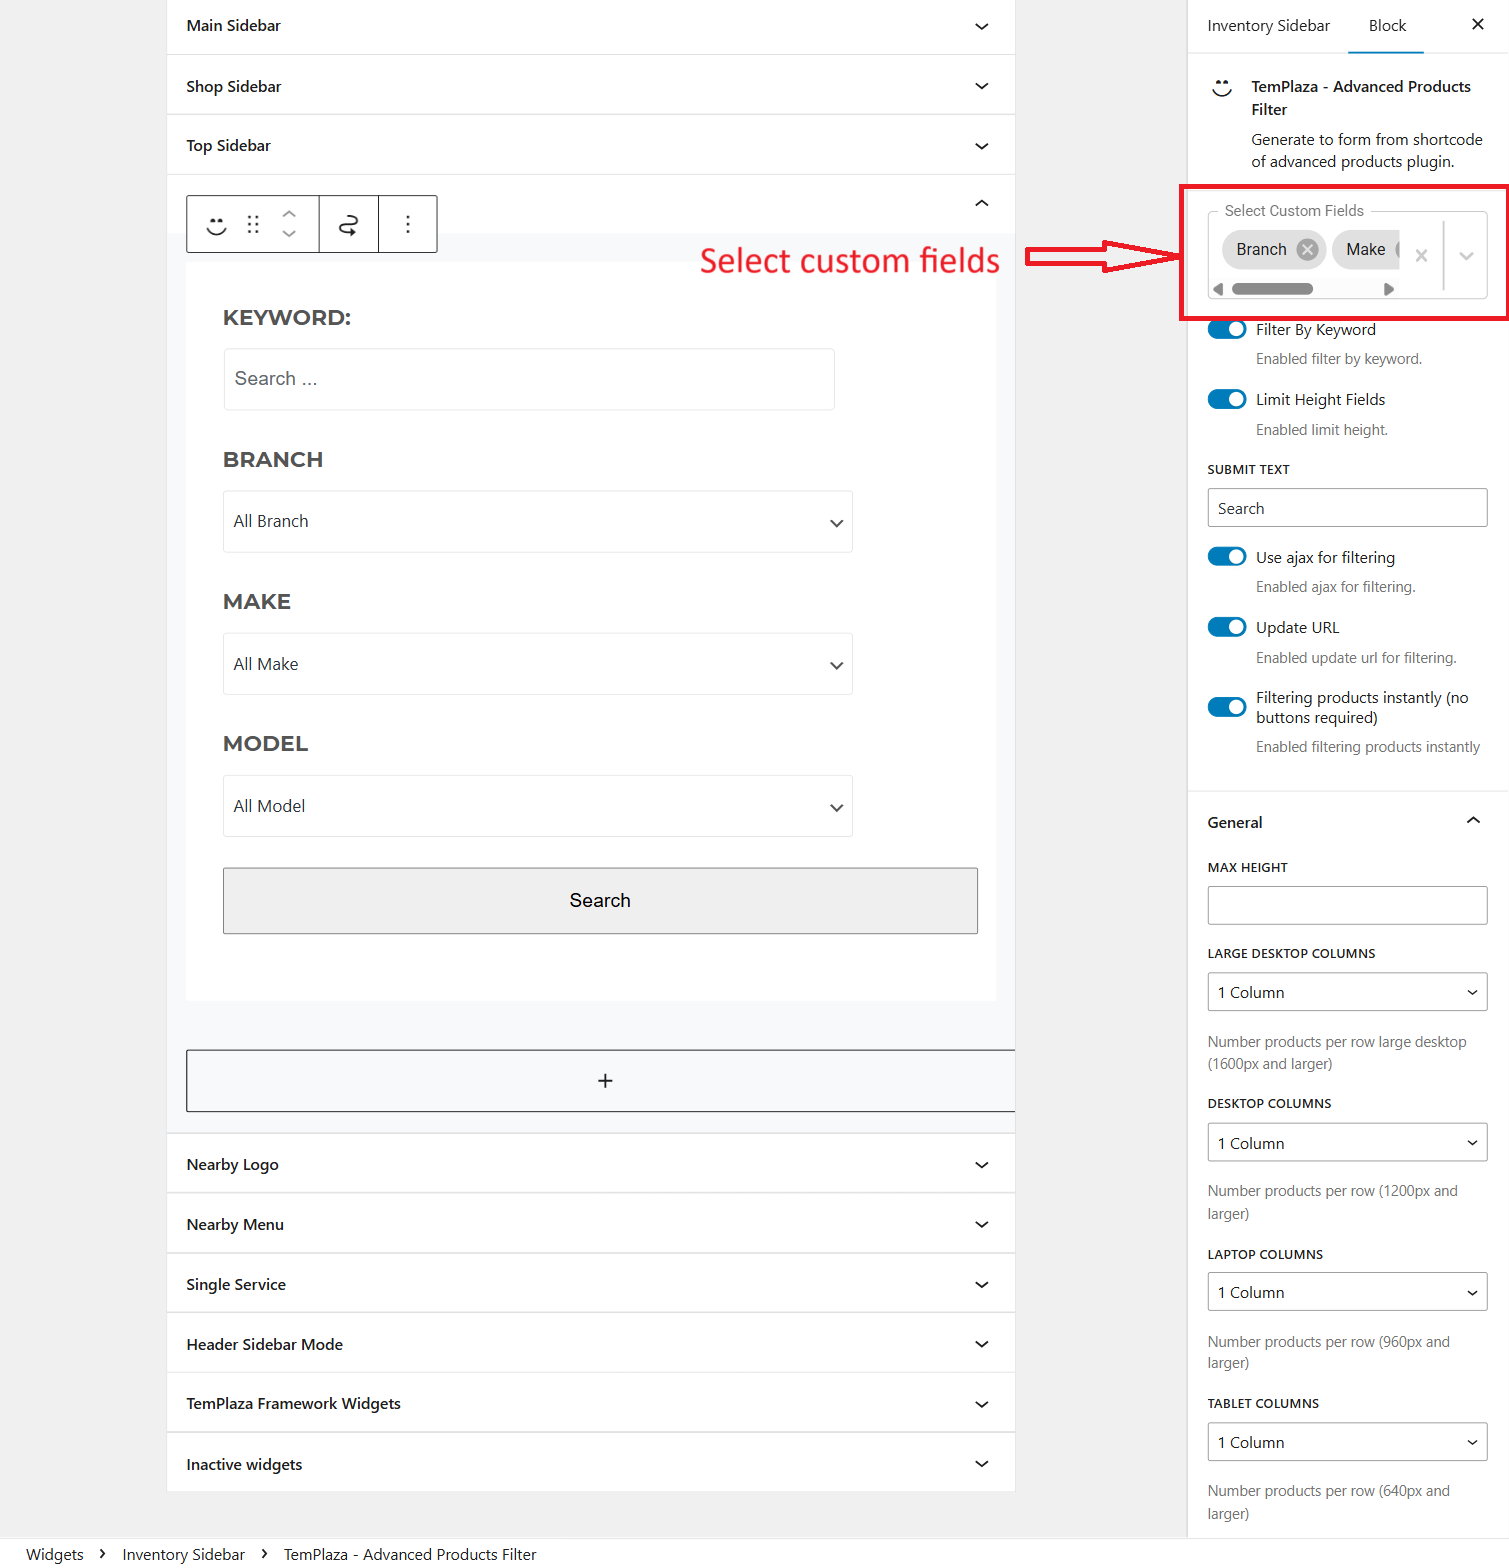 Main Sidebar
Shop Sidebar
Top Sidebar
Select custom fields
KEYWORD:
Search ...
BRANCH
All Branch
MAKE
All Make
MODEL
All Model
Search
Nearby Logo
Nearby Menu
Single Service
Header Sidebar Mode
TemPlaza Framework Widgets
Inactive widgets
Inventory Sidebar
Block
TemPlaza - Advanced Products
Filter
Generate to form from shortcode
of advanced products plugin.
Select Custom Fields
Branch
Make
Filter By Keyword
Enabled filter by keyword.
Limit Height Fields
Enabled limit height.
SUBMIT TEXT
Search
Use ajax for filtering
Enabled ajax for filtering.
Update URL
Enabled update url for filtering.
Filtering products instantly (no
buttons required)
Enabled filtering products instantly
General
MAX HEIGHT
LARGE DESKTOP COLUMNS
1 Column
Number products per row large desktop
(1600px and larger)
DESKTOP COLUMNS
1 Column
Number products per row (1200px and
larger)
LAPTOP COLUMNS
1 Column
Number products per row (960px and
larger)
TABLET COLUMNS
1 Column
Number products per row (640px and
larger)
Widgets > Inventory Sidebar > TemPlaza - Advanced Products Filter